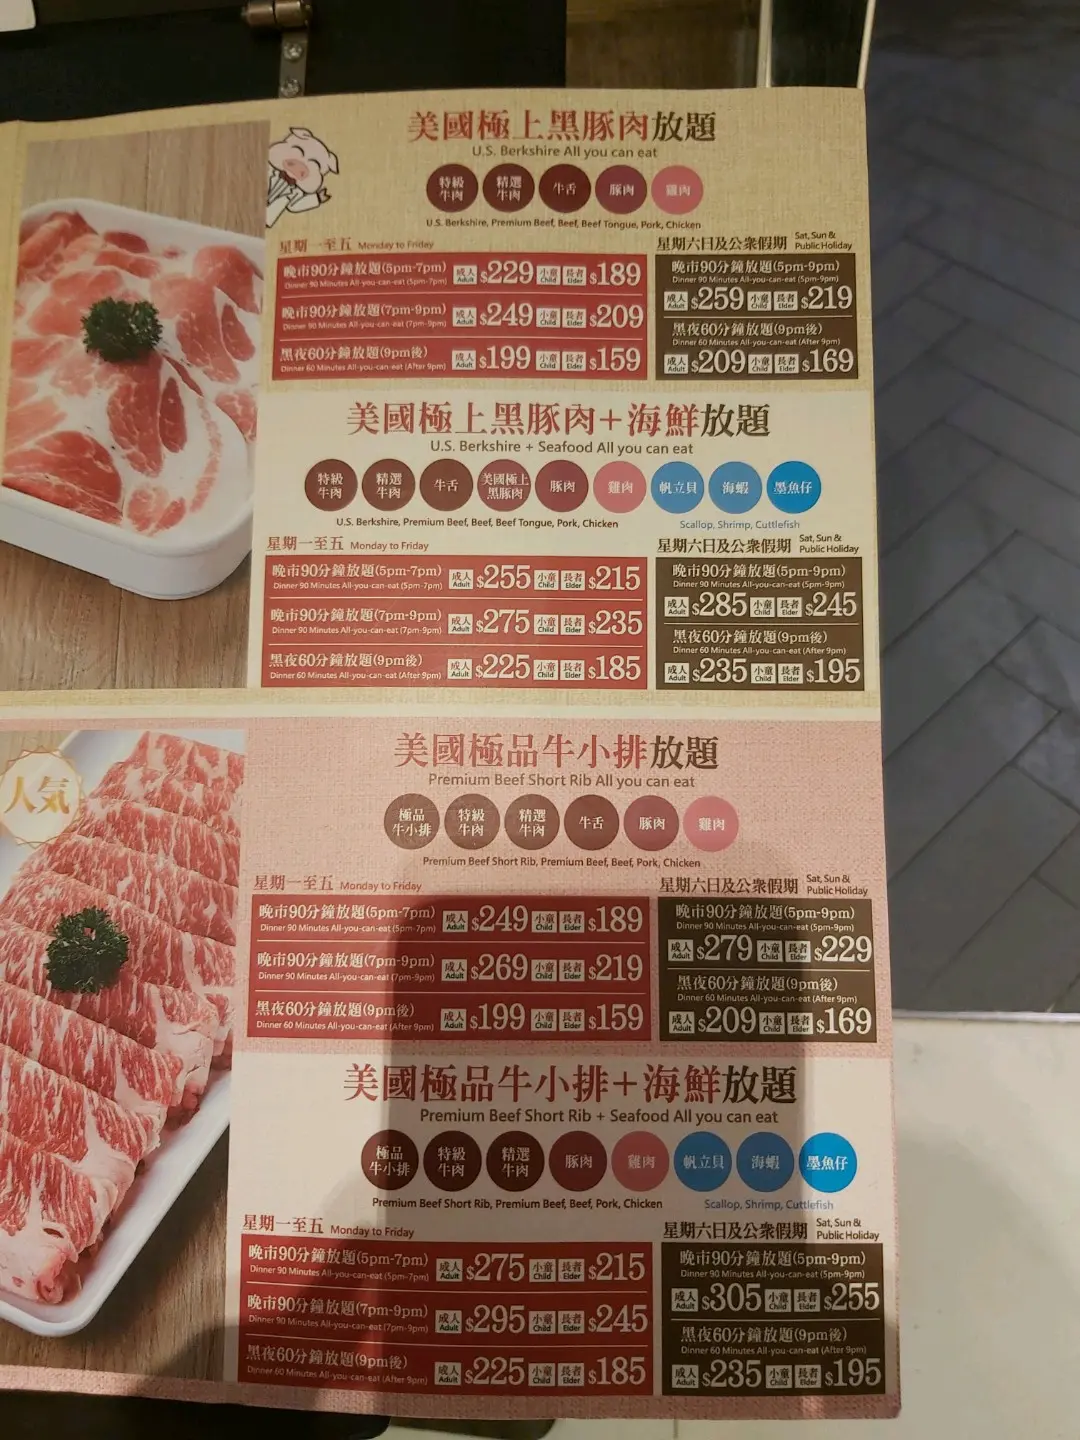 美國極上黑豚肉放題
U.S. Berkshire All you can eat
特級牛肉 精選牛肉 牛舌 豚肉 雞肉
U.S. Berkshire, Premium Beef, Beef, Beef Tongue, Pork, Chicken
星期一至五 Monday to Friday
晚市90分鐘放題(5pm-7pm) 成人 Adult $229 小童 Child 長者 Elder $189
Dinner 90 Minutes All-you-can-eat (5pm-7pm)
晚市90分鐘放題(7pm-9pm) 成人 Adult $249 小童 Child 長者 Elder $209
Dinner 90 Minutes All-you-can-eat (7pm-9pm)
黑夜60分鐘放題(9pm後) 成人 Adult $199 小童 Child 長者 Elder $159
Dinner 60 Minutes All-you-can-eat (After 9pm)
星期六日及公衆假期 Sat, Sun & Public Holiday
晚市90分鐘放題(5pm-9pm)
Dinner 90 Minutes All-you-can-eat (5pm-9pm)
成人 Adult $259 小童 Child 長者 Elder $219
黑夜60分鐘放題(9pm後)
Dinner 60 Minutes All-you-can-eat (After 9pm)
成人 Adult $209 小童 Child 長者 Elder $169
美國極上黑豚肉+海鮮放題
U.S. Berkshire + Seafood All you can eat
特級牛肉 精選牛肉 牛舌 美國極上黑豚肉 豚肉 雞肉 帆立貝 海蝦 墨魚仔
U.S. Berkshire, Premium Beef, Beef, Beef Tongue, Pork, Chicken Scallop, Shrimp, Cuttlefish
星期一至五 Monday to Friday
晚市90分鐘放題(5pm-7pm) 成人 Adult $255 小童 Child 長者 Elder $215
Dinner 90 Minutes All-you-can-eat (5pm-7pm)
晚市90分鐘放題(7pm-9pm) 成人 Adult $275 小童 Child 長者 Elder $235
Dinner 90 Minutes All-you-can-eat (7pm-9pm)
黑夜60分鐘放題(9pm後) 成人 Adult $225 小童 Child 長者 Elder $185
Dinner 60 Minutes All-you-can-eat (After 9pm)
星期六日及公衆假期 Sat, Sun & Public Holiday
晚市90分鐘放題(5pm-9pm)
Dinner 90 Minutes All-you-can-eat (5pm-9pm)
成人 Adult $285 小童 Child 長者 Elder $245
黑夜60分鐘放題(9pm後)
Dinner 60 Minutes All-you-can-eat (After 9pm)
成人 Adult $235 小童 Child 長者 Elder $195
人気
美國極品牛小排放題
Premium Beef Short Rib All you can eat
極品牛小排 特級牛肉 精選牛肉 牛舌 豚肉 雞肉
Premium Beef Short Rib, Premium Beef, Beef, Pork, Chicken
星期一至五 Monday to Friday
晚市90分鐘放題(5pm-7pm) 成人 Adult $249 小童 Child 長者 Elder $189
Dinner 90 Minutes All-you-can-eat (5pm-7pm)
晚市90分鐘放題(7pm-9pm) 成人 Adult $269 小童 Child 長者 Elder $219
Dinner 90 Minutes All-you-can-eat (7pm-9pm)
黑夜60分鐘放題(9pm後) 成人 Adult $199 小童 Child 長者 Elder $159
Dinner 60 Minutes All-you-can-eat (After 9pm)
星期六日及公衆假期 Sat, Sun & Public Holiday
晚市90分鐘放題(5pm-9pm)
Dinner 90 Minutes All-you-can-eat (5pm-9pm)
成人 Adult $279 小童 Child 長者 Elder $229
黑夜60分鐘放題(9pm後)
Dinner 60 Minutes All-you-can-eat (After 9pm)
成人 Adult $209 小童 Child 長者 Elder $169
美國極品牛小排+海鮮放題
Premium Beef Short Rib + Seafood All you can eat
極品牛小排 特級牛肉 精選牛肉 豚肉 雞肉 帆立貝 海蝦 墨魚仔
Premium Beef Short Rib, Premium Beef, Beef, Pork, Chicken Scallop, Shrimp, Cuttlefish
星期一至五 Monday to Friday
晚市90分鐘放題(5pm-7pm) 成人 Adult $275 小童 Child 長者 Elder $215
Dinner 90 Minutes All-you-can-eat (5pm-7pm)
晚市90分鐘放題(7pm-9pm) 成人 Adult $295 小童 Child 長者 Elder $245
Dinner 90 Minutes All-you-can-eat (7pm-9pm)
黑夜60分鐘放題(9pm後) 成人 Adult $225 小童 Child 長者 Elder $185
Dinner 60 Minutes All-you-can-eat (After 9pm)
星期六日及公衆假期 Sat, Sun & Public Holiday
晚市90分鐘放題(5pm-9pm)
Dinner 90 Minutes All-you-can-eat (5pm-9pm)
成人 Adult $305 小童 Child 長者 Elder $255
黑夜60分鐘放題(9pm後)
Dinner 60 Minutes All-you-can-eat (After 9pm)
成人 Adult $235 小童 Child 長者 Elder $195